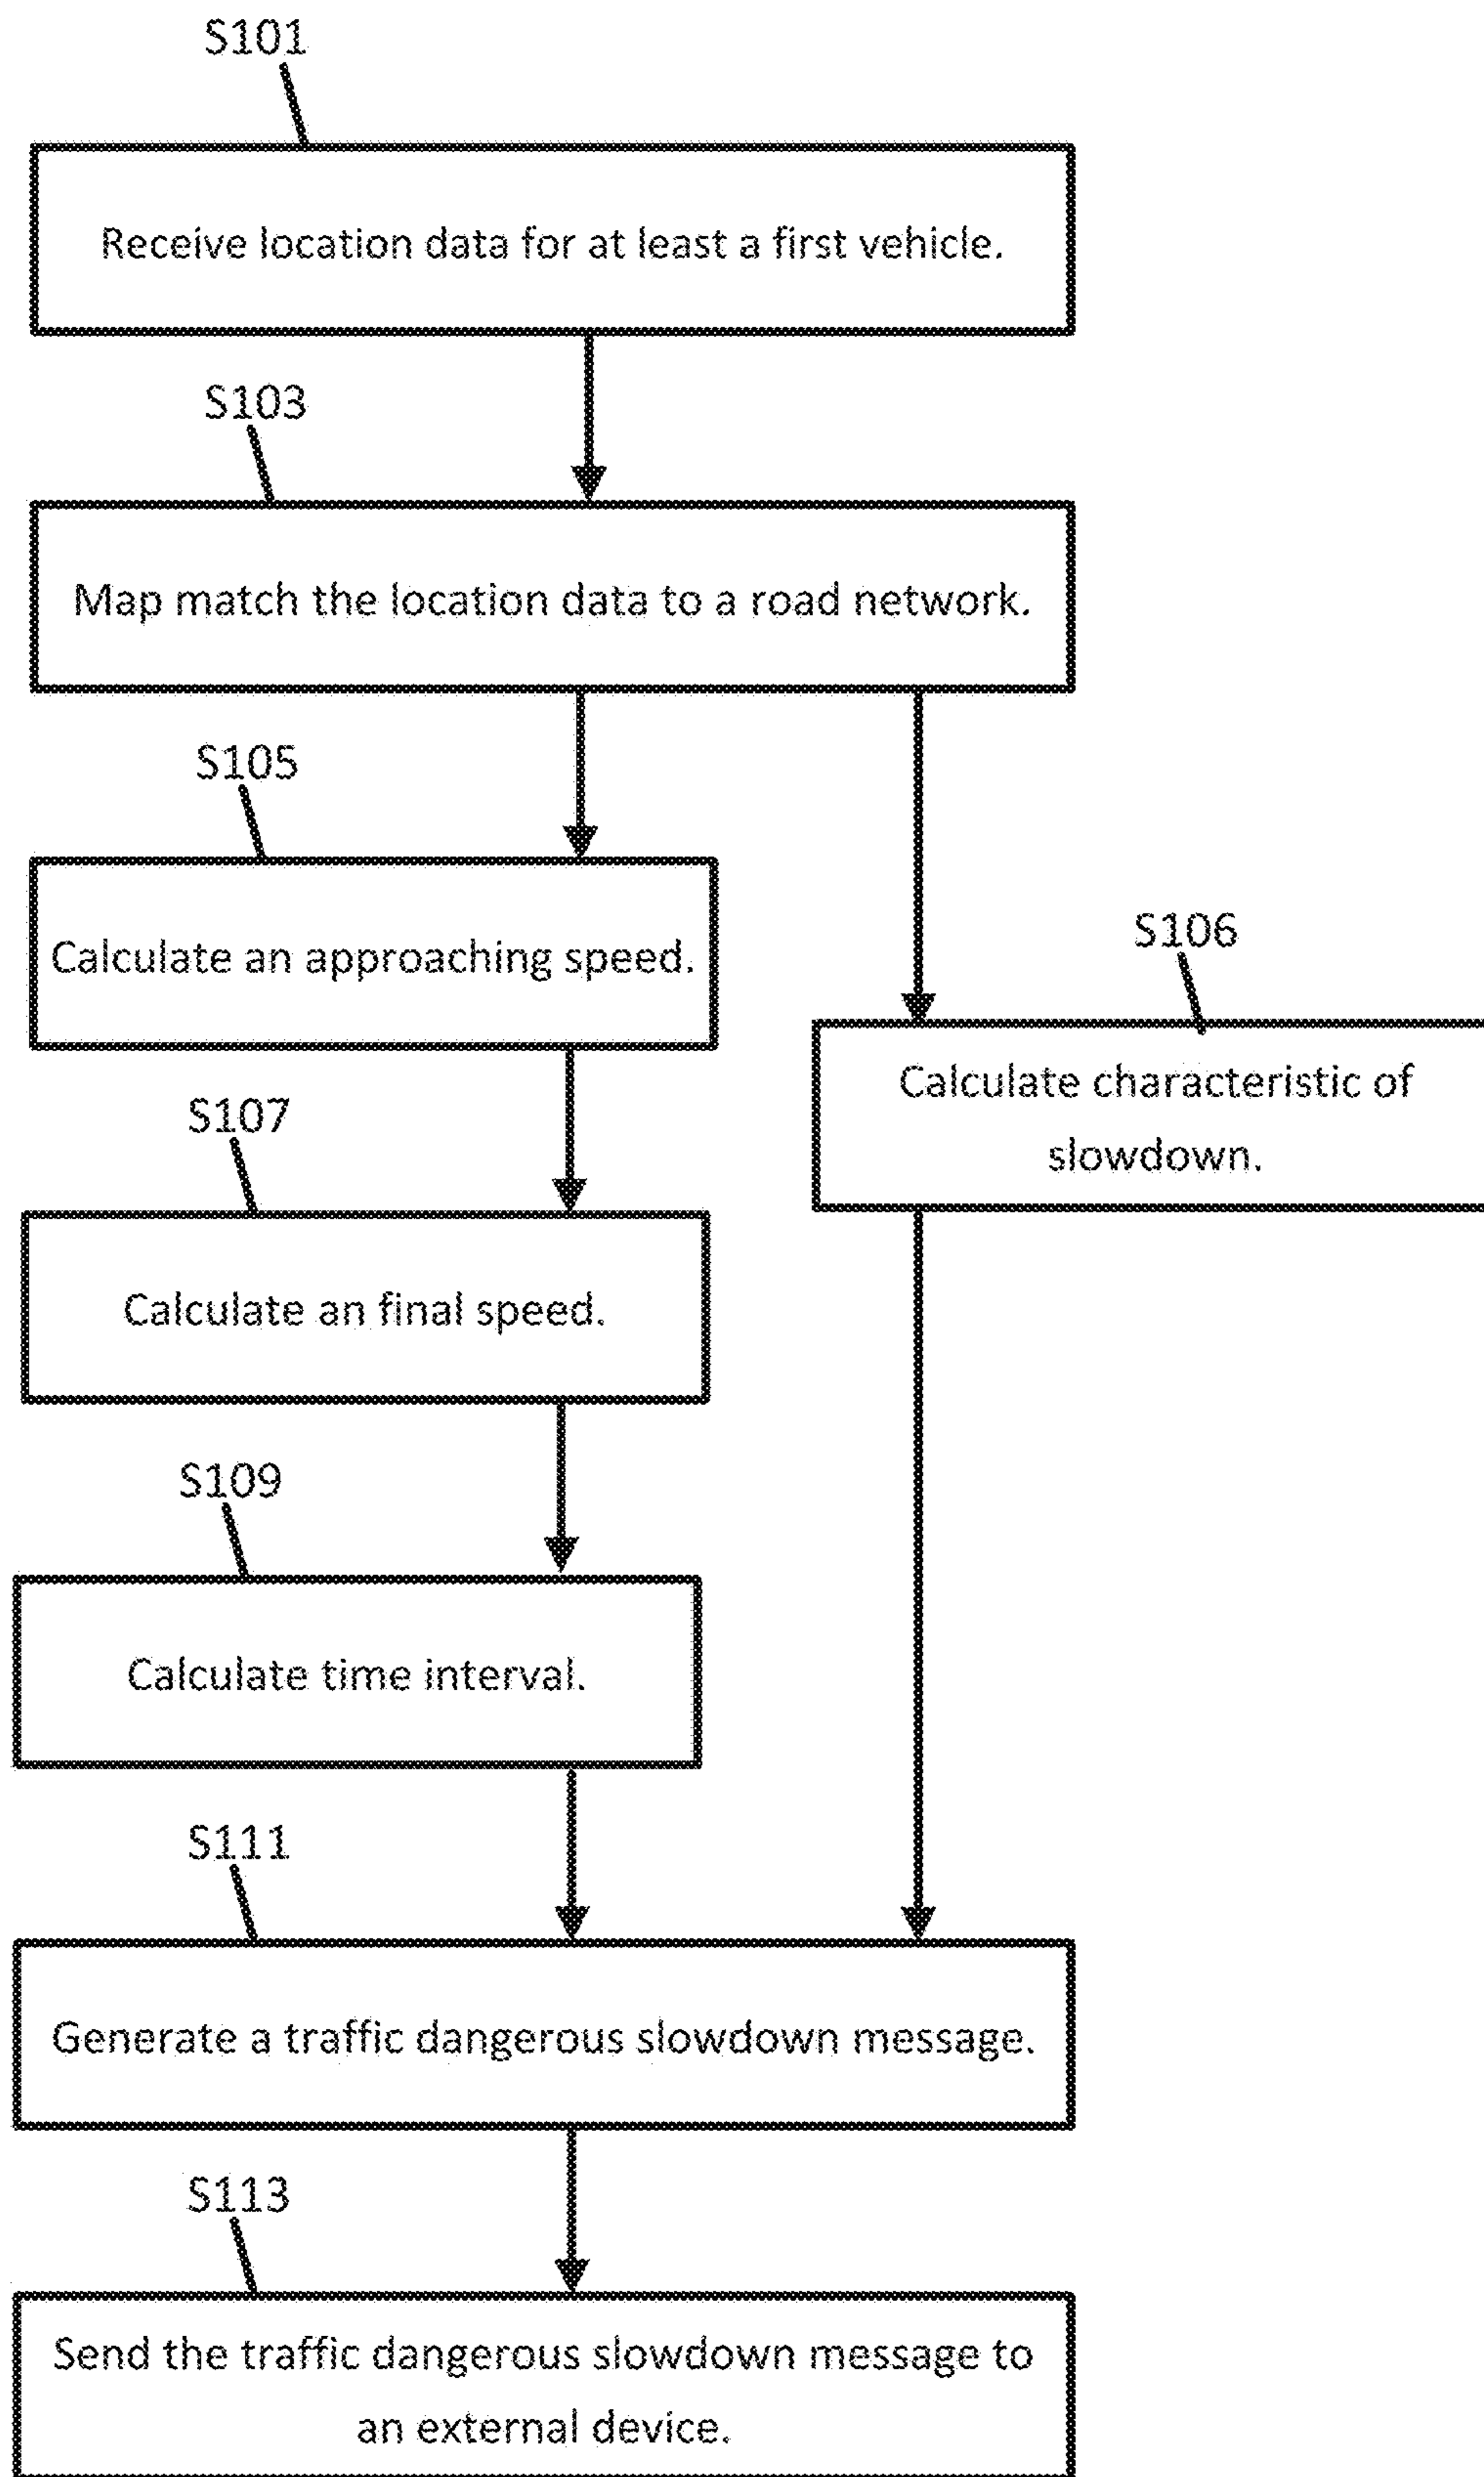 S101
Receive location data for at least a first vehicle.
S103
Map match the location data to a road network.
S105
Calculate an approaching speed.
S106
Calculate characteristic of
slowdown.
S107
Calculate an final speed.
S109
Calculate time interval.
S111
Generate a traffic dangerous slowdown message.
S113
Send the traffic dangerous slowdown message to
an external device.